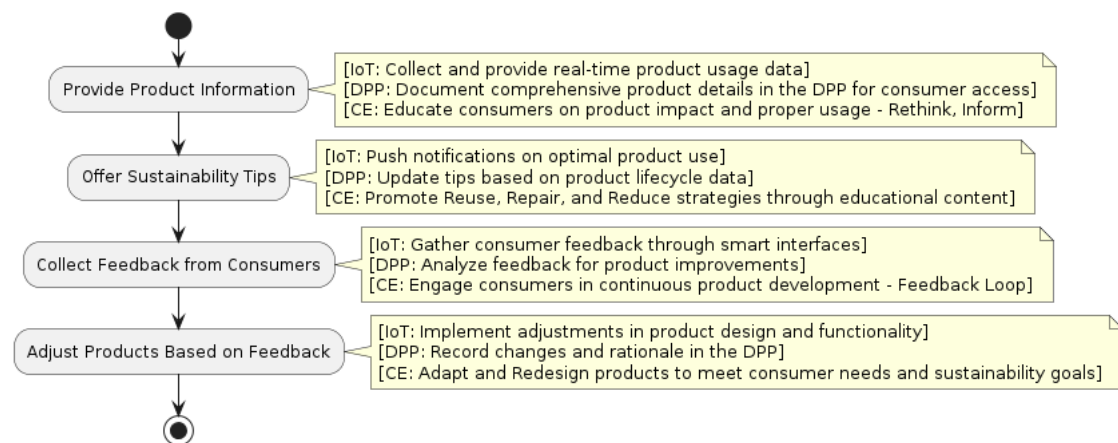 Provide Product Information
[IoT: Collect and provide real-time product usage data]
[DPP: Document comprehensive product details in the DPP for consumer access]
[CE: Educate consumers on product impact and proper usage - Rethink, Inform]
Offer Sustainability Tips
[IoT: Push notifications on optimal product use]
[DPP: Update tips based on product lifecycle data]
[CE: Promote Reuse, Repair, and Reduce strategies through educational content]
Collect Feedback from Consumers
[IoT: Gather consumer feedback through smart interfaces]
[DPP: Analyze feedback for product improvements]
[CE: Engage consumers in continuous product development - Feedback Loop]
Adjust Products Based on Feedback
[IoT: Implement adjustments in product design and functionality]
[DPP: Record changes and rationale in the DPP]
[CE: Adapt and Redesign products to meet consumer needs and sustainability goals]